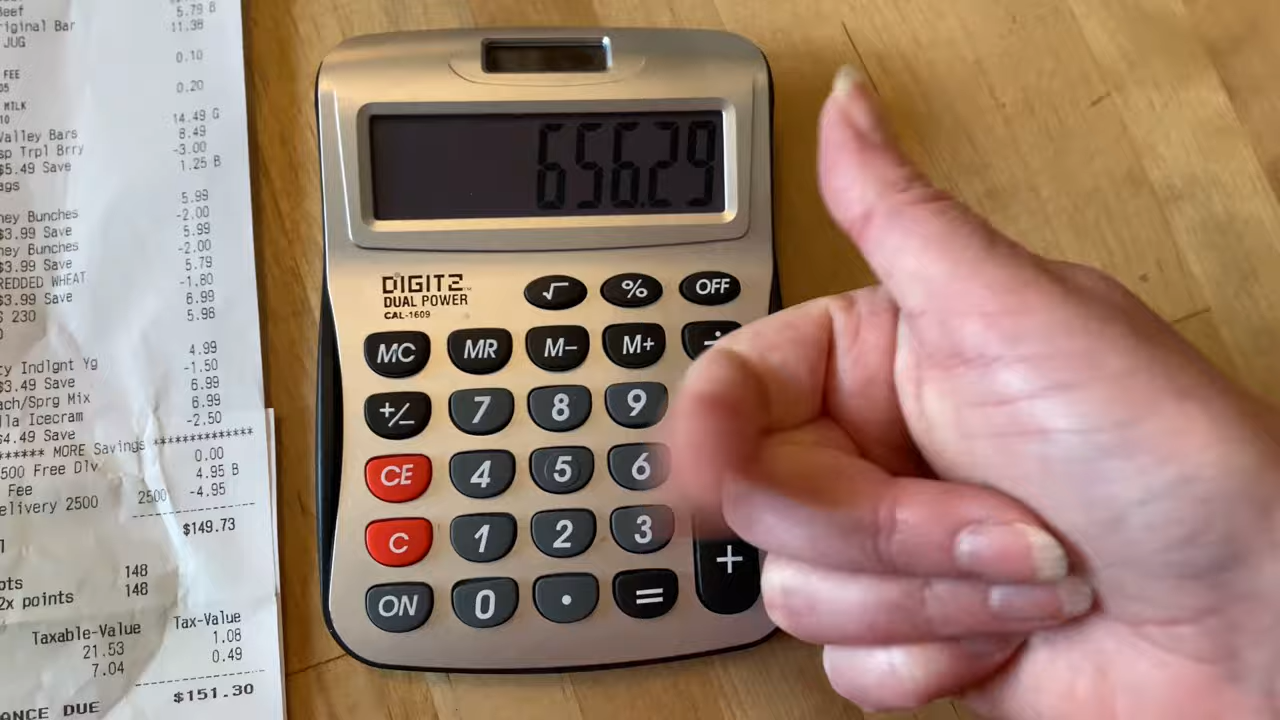 Beef 5.79 B
riginal Bar 11.38
JUG
0.10
FEE
05 0.20
MILK
10
Valley Bars 14.49 G
sp Trpl Brry 8.49
$5.49 Save -3.00
ags 1.25 B
ney Bunches 5.99
$3.99 Save -2.00
ney Bunches 5.99
$3.99 Save -2.00
REDDED WHEAT 5.79
$3.99 Save -1.80
S 230 6.99
5.98
ty Indlgnt Yg 4.99
$3.49 Save -1.50
ach/Sprg Mix 6.99
lla Icecram 6.99
$4.49 Save -2.50
****** MORE Savings **************
500 Free Dlv 0.00
Fee 4.95 B
elivery 2500 2500 -4.95
$149.73
pts 148
2x points 148
Taxable-Value Tax-Value
21.53 1.08
7.04 0.49
ANCE DUE $151.30
656.29
DIGITZ
DUAL POWER
CAL-1609
√ % OFF
MC MR M- M+ ÷
+/- 7 8 9
CE 4 5 6
C 1 2 3
ON 0 . = +